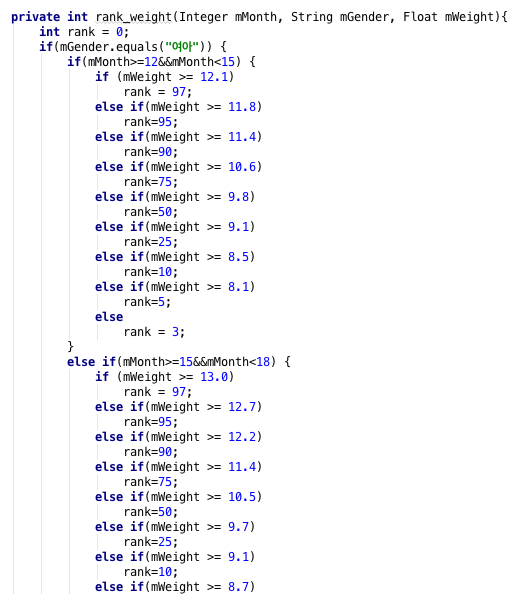 private int rank_weight(Integer mMonth, String mGender, Float mWeight){
    int rank = 0;
    if(mGender.equals("여아")) {
        if(mMonth>=12&&mMonth<15) {
            if (mWeight >= 12.1)
                rank = 97;
            else if(mWeight >= 11.8)
                rank=95;
            else if(mWeight >= 11.4)
                rank=90;
            else if(mWeight >= 10.6)
                rank=75;
            else if(mWeight >= 9.8)
                rank=50;
            else if(mWeight >= 9.1)
                rank=25;
            else if(mWeight >= 8.5)
                rank=10;
            else if(mWeight >= 8.1)
                rank=5;
            else
                rank = 3;
        }
        else if(mMonth>=15&&mMonth<18) {
            if (mWeight >= 13.0)
                rank = 97;
            else if(mWeight >= 12.7)
                rank=95;
            else if(mWeight >= 12.2)
                rank=90;
            else if(mWeight >= 11.4)
                rank=75;
            else if(mWeight >= 10.5)
                rank=50;
            else if(mWeight >= 9.7)
                rank=25;
            else if(mWeight >= 9.1)
                rank=10;
            else if(mWeight >= 8.7)